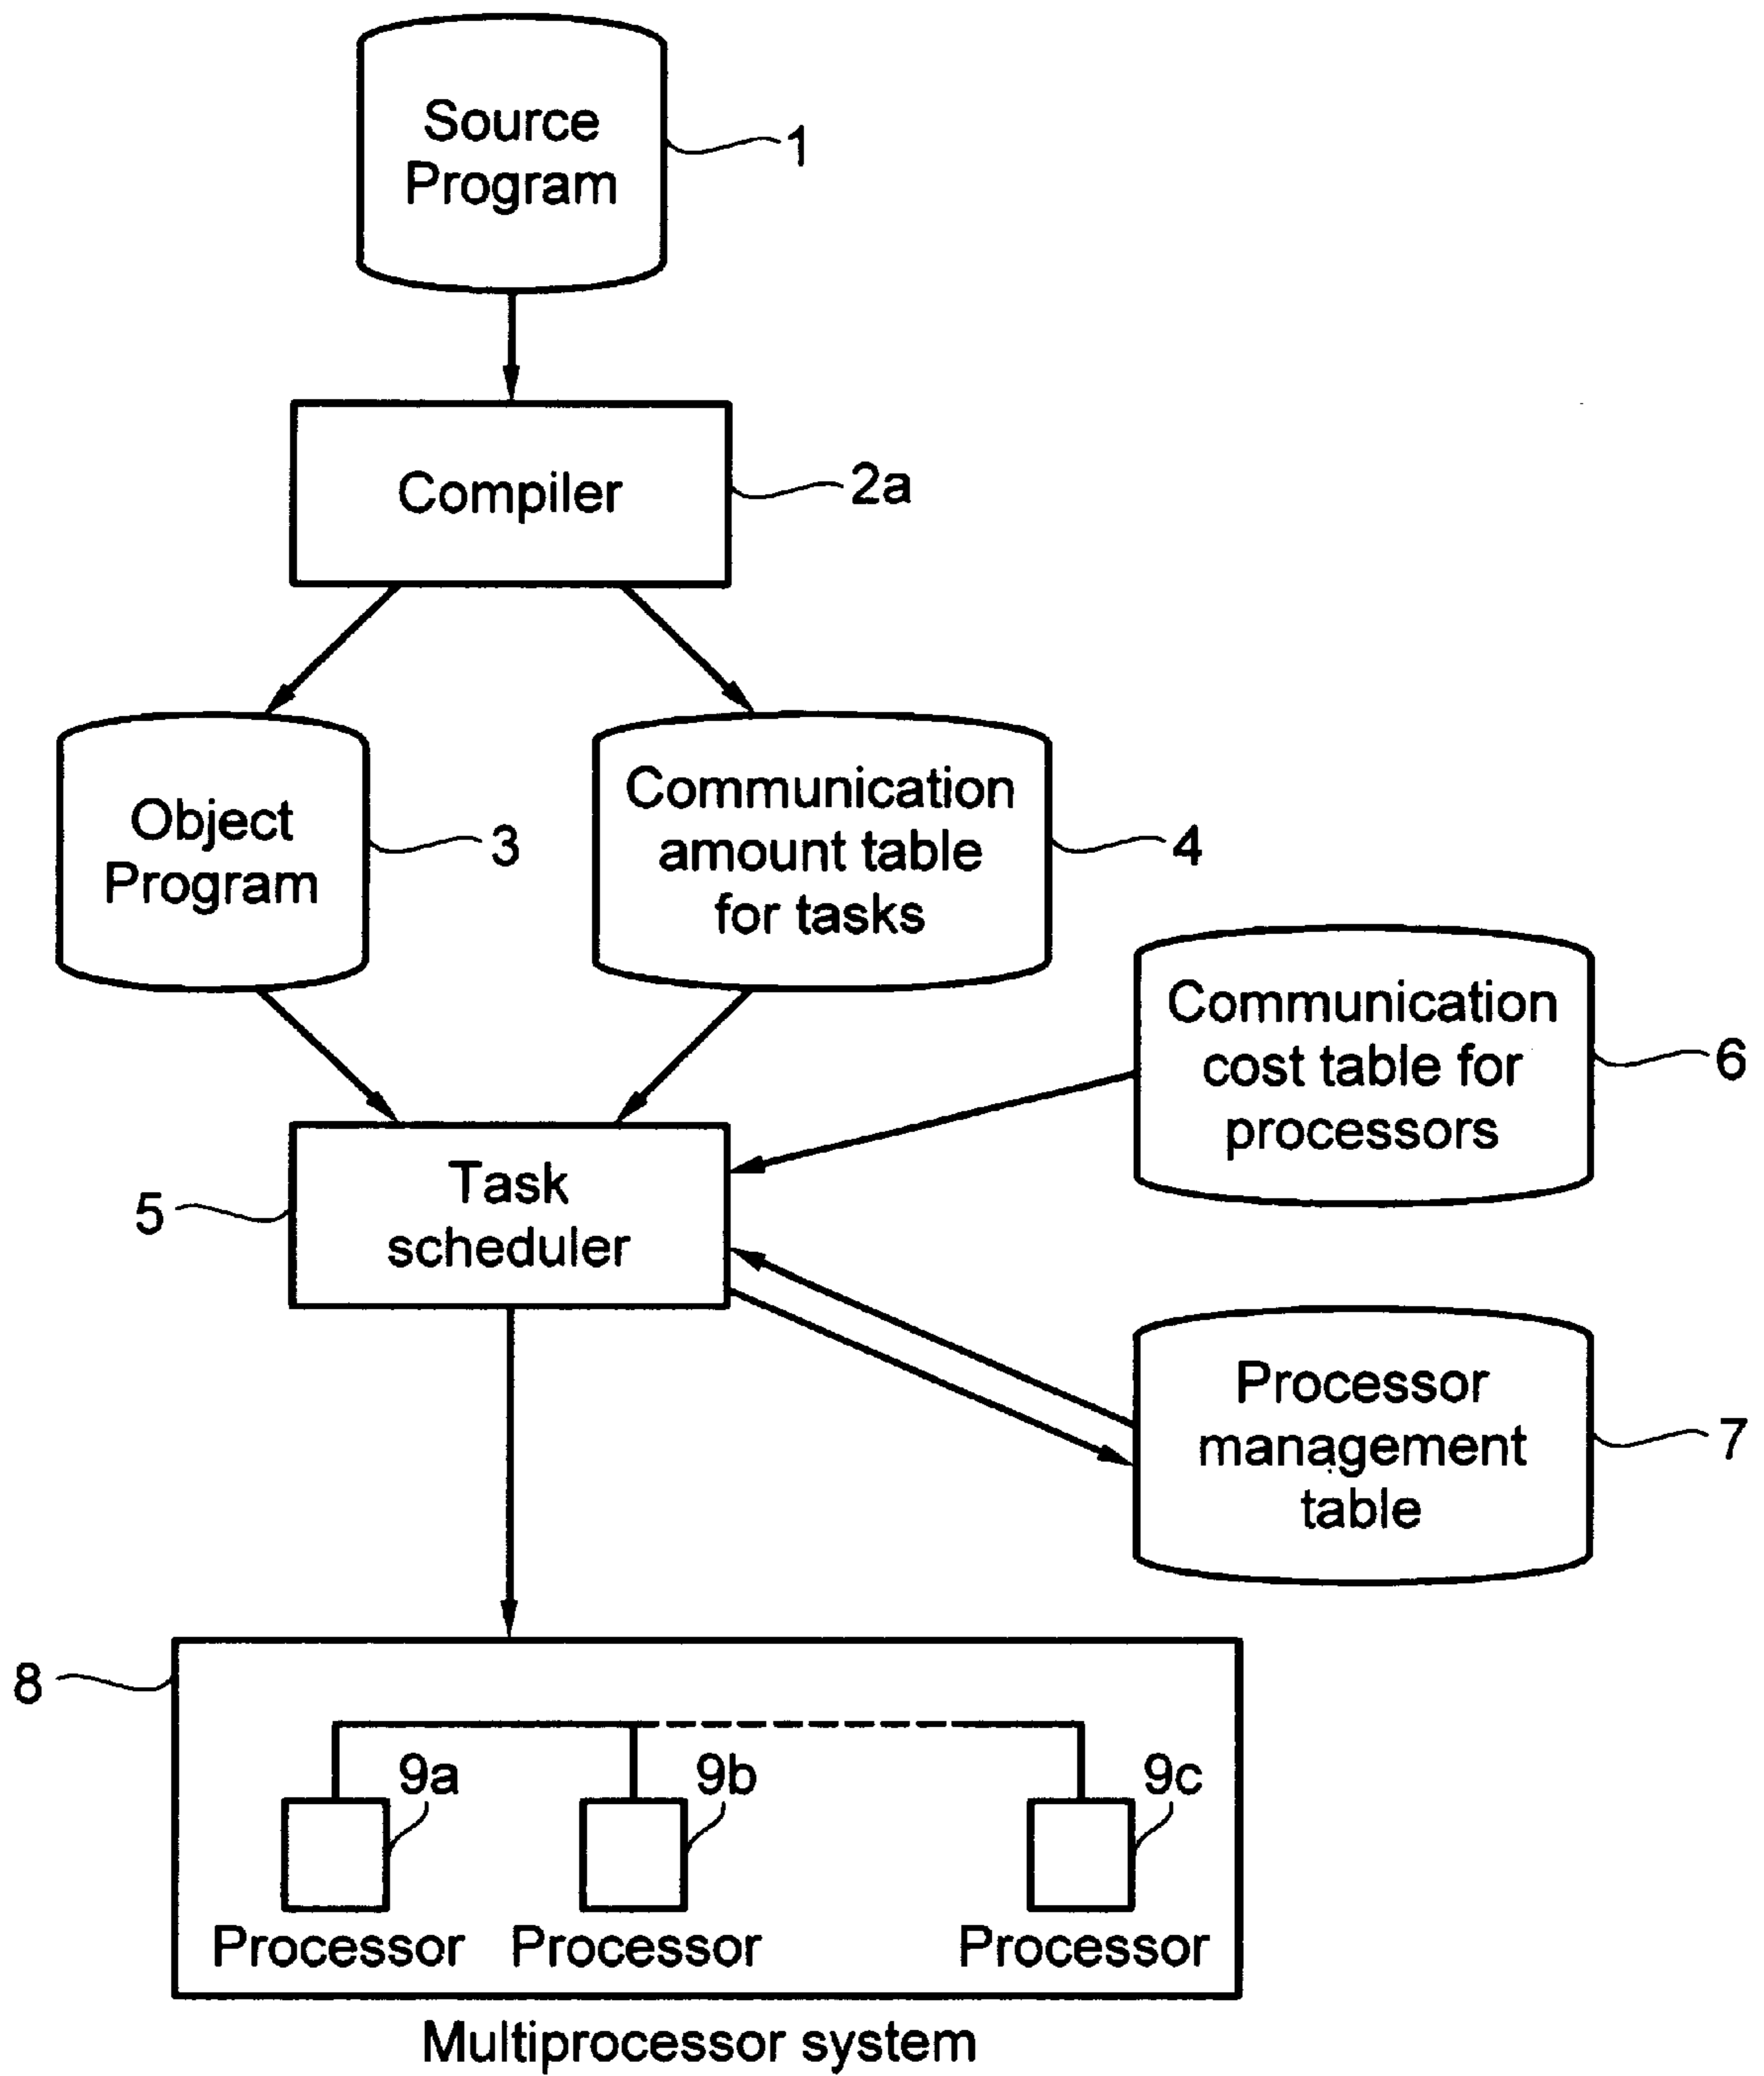 Source
Program
1
Compiler
2a
Object
Program
3
Communication
amount table
for tasks
4
Communication
cost table for
processors
6
Task
scheduler
5
Processor
management
table
7
8
9a
9b
9c
Processor
Processor
Processor
Multiprocessor system